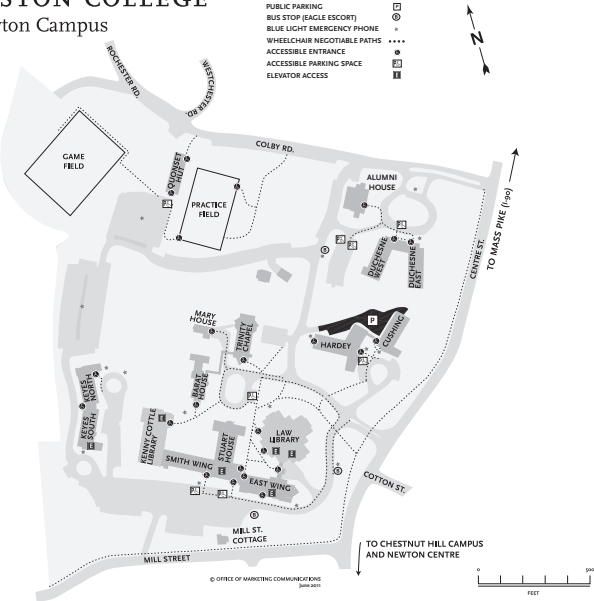 STON COLLEGE
ton Campus
PUBLIC PARKING P
BUS STOP (EAGLE ESCORT) B
BLUE LIGHT EMERGENCY PHONE *
WHEELCHAIR NEGOTIABLE PATHS
ACCESSIBLE ENTRANCE
ACCESSIBLE PARKING SPACE P
ELEVATOR ACCESS E
N
ROCHESTER RD.
WESTCHESTER RD.
COLBY RD.
GAME
FIELD
QUONSET
HUT
PRACTICE
FIELD
ALUMNI
HOUSE
DUCHESNE
WEST
DUCHESNE
EAST
CENTRE ST.
TO MASS PIKE (I-90)
MARY
HOUSE
TRINITY
CHAPEL
P
HARDEY
CUSHING
KEYES
NORTH
KEYES
SOUTH
BARAT
HOUSE
KENNY COTTLE
LIBRARY
STUART
HOUSE
LAW
LIBRARY
SMITH WING
EAST WING
COTTON ST.
MILL ST.
COTTAGE
MILL STREET
TO CHESTNUT HILL CAMPUS
AND NEWTON CENTRE
© OFFICE OF MARKETING COMMUNICATIONS
June 2011
0 500
FEET